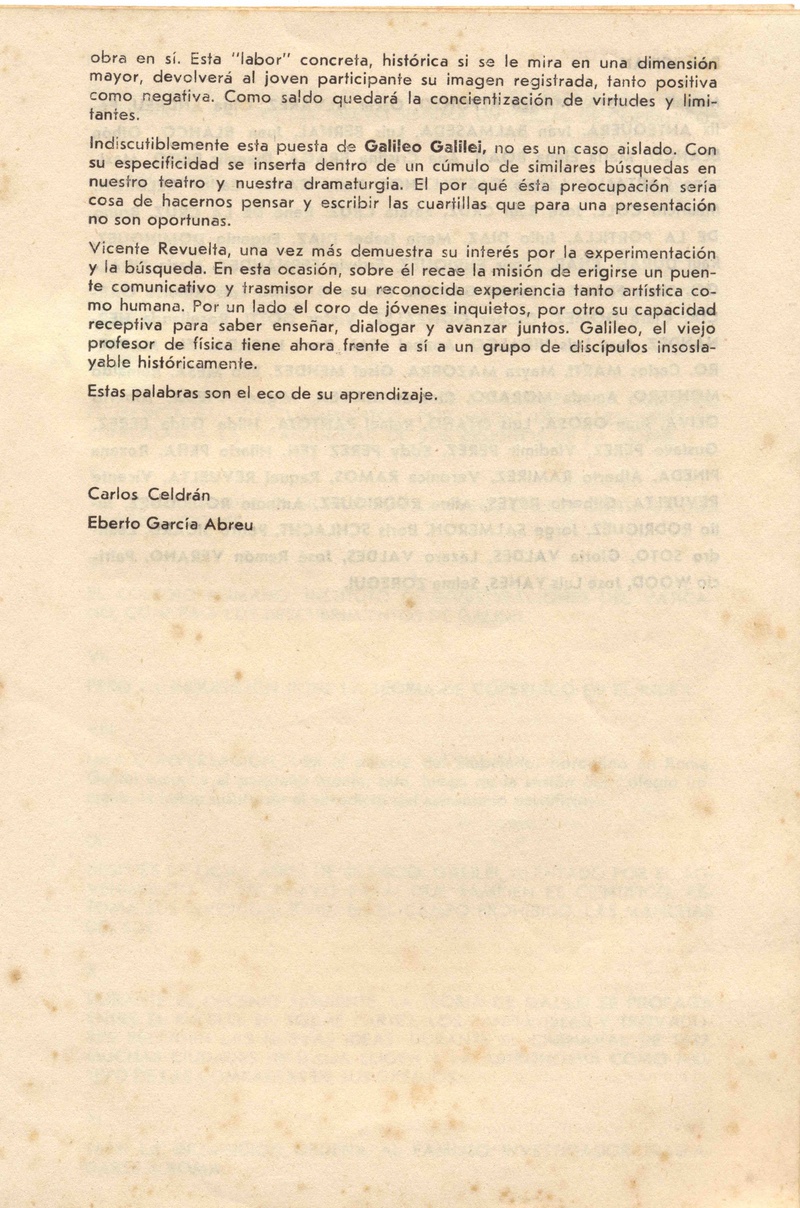 obra en sí. Esta "labor" concreta, histórica si se le mira en una dimensión
mayor, devolverá al joven participante su imagen registrada, tanto positiva
como negativa. Como saldo quedará la concientización de virtudes y limi-
tantes.
Indiscutiblemente esta puesta de Galileo Galilei, no es un caso aislado. Con
su especificidad se inserta dentro de un cúmulo de similares búsquedas en
nuestro teatro y nuestra dramaturgia. El por qué ésta preocupación sería
cosa de hacernos pensar y escribir las cuartillas que para una presentación
no son oportunas.
Vicente Revuelta, una vez más demuestra su interés por la experimentación
y la búsqueda. En esta ocasión, sobre él recae la misión de erigirse un puen-
te comunicativo y trasmisor de su reconocida experiencia tanto artística co-
mo humana. Por un lado el coro de jóvenes inquietos, por otro su capacidad
receptiva para saber enseñar, dialogar y avanzar juntos. Galileo, el viejo
profesor de física tiene ahora frente a sí a un grupo de discípulos insosla-
yable históricamente.
Estas palabras son el eco de su aprendizaje.
Carlos Celdrán
Eberto García Abreu